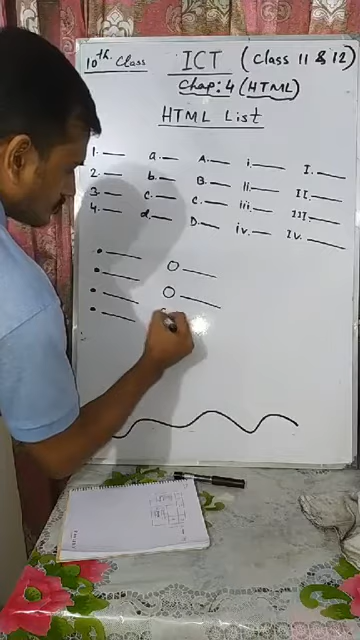 10th Class ICT (Class 11 & 12)
Chap: 4 (HTML)
HTML List
1. a. A. i. I.
2. b. B. ii. II.
3. c. c. iii. III.
4. d. D. iv. IV.